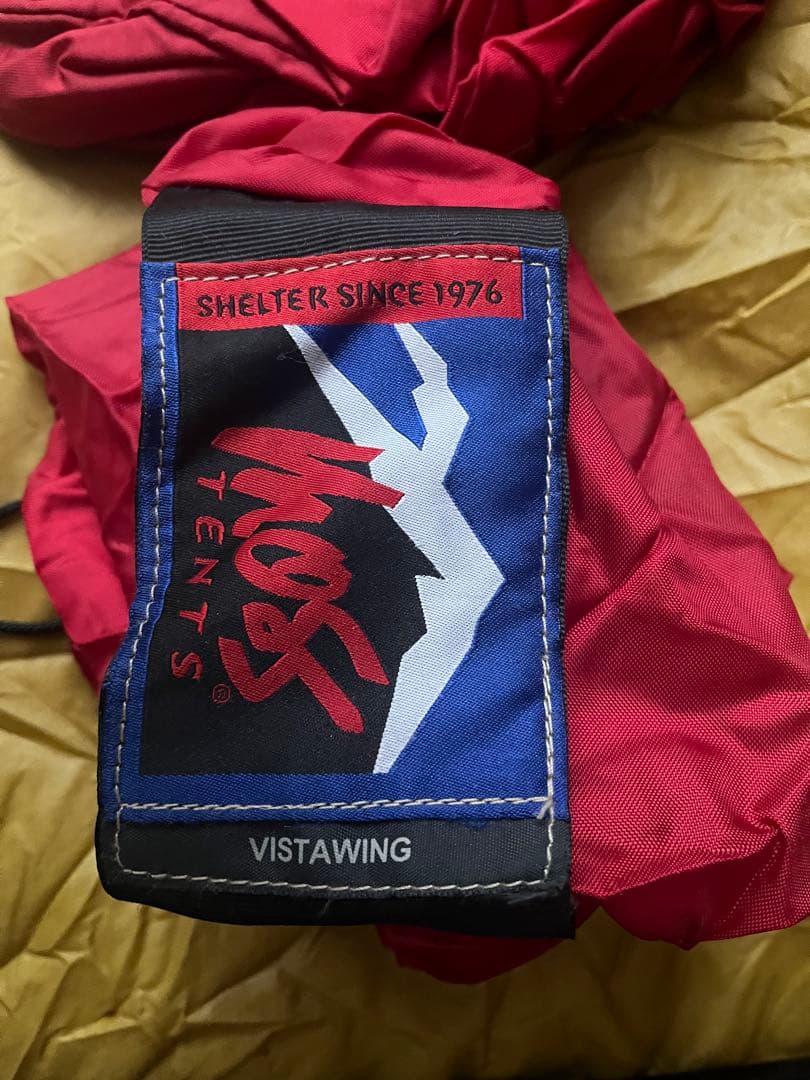 SHELTER SINCE 1976
MOSS
TENTS
®
VISTAWING